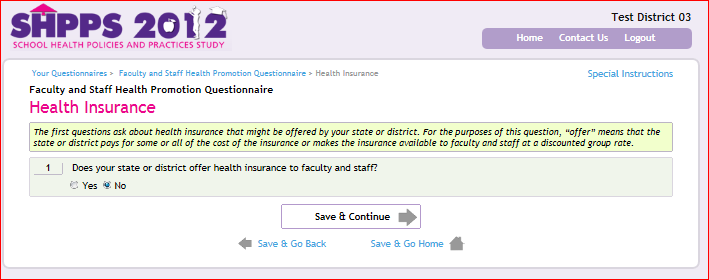 SHPPS 2012
SCHOOL HEALTH POLICIES AND PRACTICES STUDY
Test District 03
Home Contact Us Logout
Your Questionnaires > Faculty and Staff Health Promotion Questionnaire > Health Insurance
Special Instructions
Faculty and Staff Health Promotion Questionnaire
Health Insurance
The first questions ask about health insurance that might be offered by your state or district. For the purposes of this question, “offer” means that the
state or district pays for some or all of the cost of the insurance or makes the insurance available to faculty and staff at a discounted group rate.
1 Does your state or district offer health insurance to faculty and staff?
Yes No
Save & Continue
Save & Go Back Save & Go Home